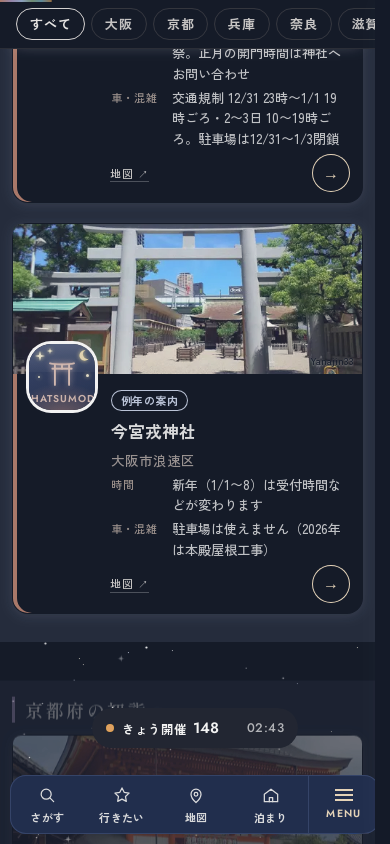 すべて
大阪
京都
兵庫
奈良
滋賀
祭。正月の開門時間は神社へ
お問い合わせ
車・混雑
交通規制 12/31 23時〜1/1 19
時ごろ・2〜3日 10〜19時ご
ろ。駐車場は12/31〜1/3閉鎖
地図 ↗
→
HATSUMOD
例年の案内
今宮戎神社
大阪市浪速区
時間
新年（1/1〜8）は受付時間な
どが変わります
車・混雑
駐車場は使えません（2026年
は本殿屋根工事）
地図 ↗
→
京都府の初詣
きょう開催 148
02:43
さがす
行きたい
地図
泊まり
MENU